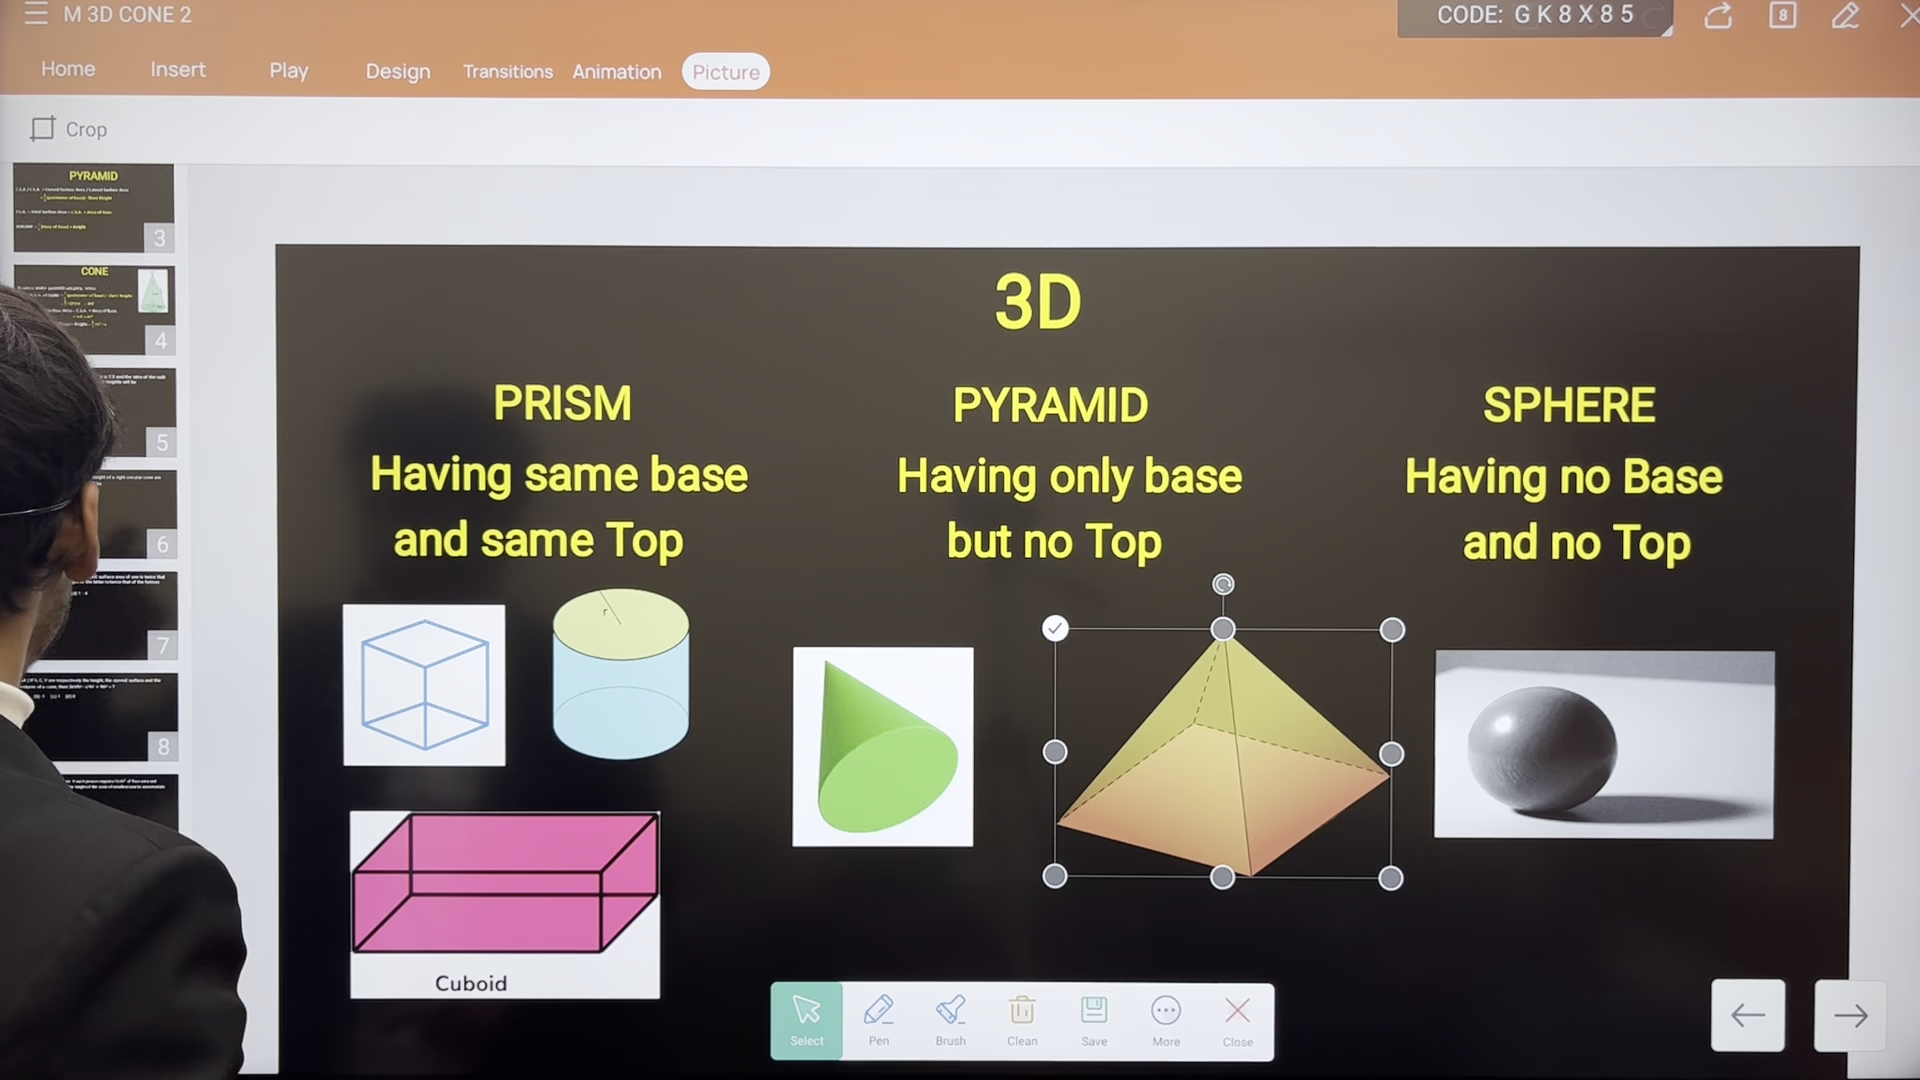 M 3D CONE 2
CODE: GK8X85
8
Home Insert Play Design Transitions Animation Picture
Crop
PYRAMID
3
CONE
4
5
6
7
8
3D
PRISM
Having same base
and same Top
PYRAMID
Having only base
but no Top
SPHERE
Having no Base
and no Top
r
Cuboid
Select Pen Brush Clean Save More Close